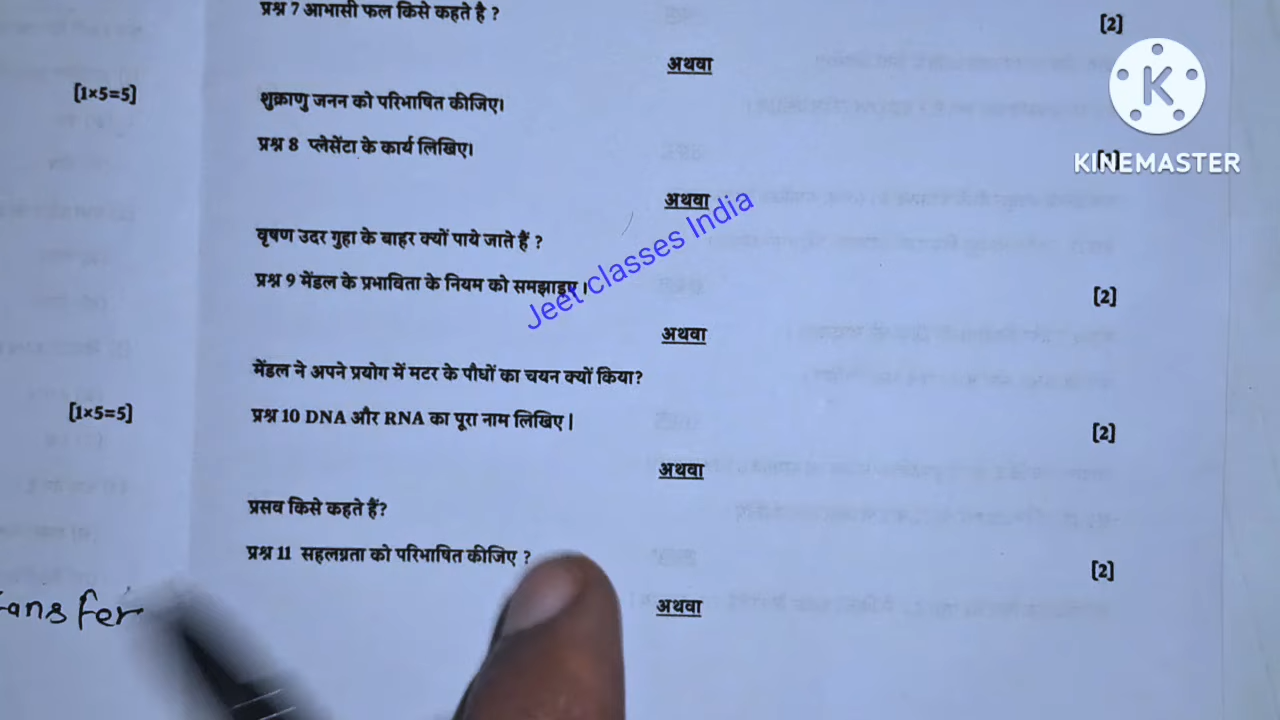 प्रश्न 7 आभासी फल किसे कहते है ?
[2]
अथवा
[1×5=5]
शुक्राणु जनन को परिभाषित कीजिए।
प्रश्न 8 प्लेसेंटा के कार्य लिखिए।
KINEMASTER
अथवा
वृषण उदर गुहा के बाहर क्यों पाये जाते हैं ?
Jeet classes India
प्रश्न 9 मेंडल के प्रभाविता के नियम को समझाइए ।
[2]
अथवा
मेंडल ने अपने प्रयोग में मटर के पौधों का चयन क्यों किया?
[1×5=5]
प्रश्न 10 DNA और RNA का पूरा नाम लिखिए |
[2]
अथवा
प्रसव किसे कहते हैं?
प्रश्न 11 सहलग्नता को परिभाषित कीजिए ?
[2]
अथवा